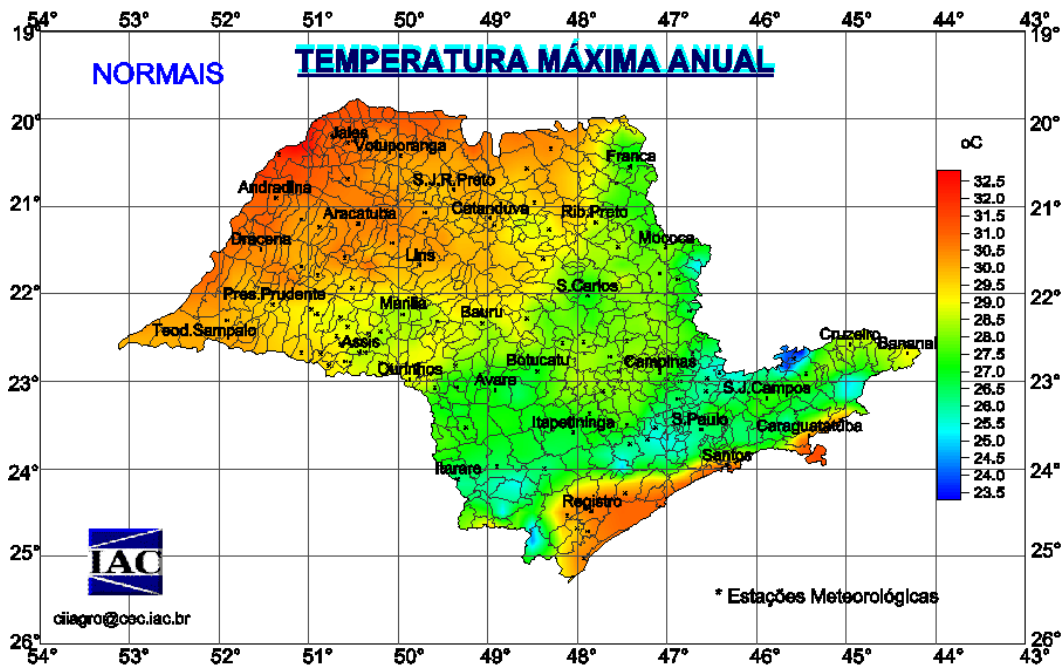 54° 53° 52° 51° 50° 49° 48° 47° 46° 45° 44° 43°
19° 19°
TEMPERATURA MÁXIMA ANUAL
NORMAIS
20° 20°
Jales
Votuporanga
oC
Franca
S.J.R.Preto
32.5
Andradina
32.0
21° 21°
Aracatuba
Catanduva
Rib.Preto
31.5
31.0
Dracena
Mococa
30.5
Lins
30.0
29.5
22° 22°
Pres.Prudente
S.Carlos
29.0
Marilia
Bauru
28.5
Teod.Sampaio
Assis
Cruzeiro
28.0
Bananal
27.5
Ourinhos
Botucatu
Campinas
27.0
23° 23°
Avare
S.J.Campos
26.5
26.0
Itapetininga
S.Paulo
Caraguatatuba
25.5
25.0
Itarare
Santos
24.5
24° 24°
24.0
Registro
23.5
25° 25°
IAC
* Estações Meteorológicas
ciiagro@cec.iac.br
26° 26°
54° 53° 52° 51° 50° 49° 48° 47° 46° 45° 44° 43°